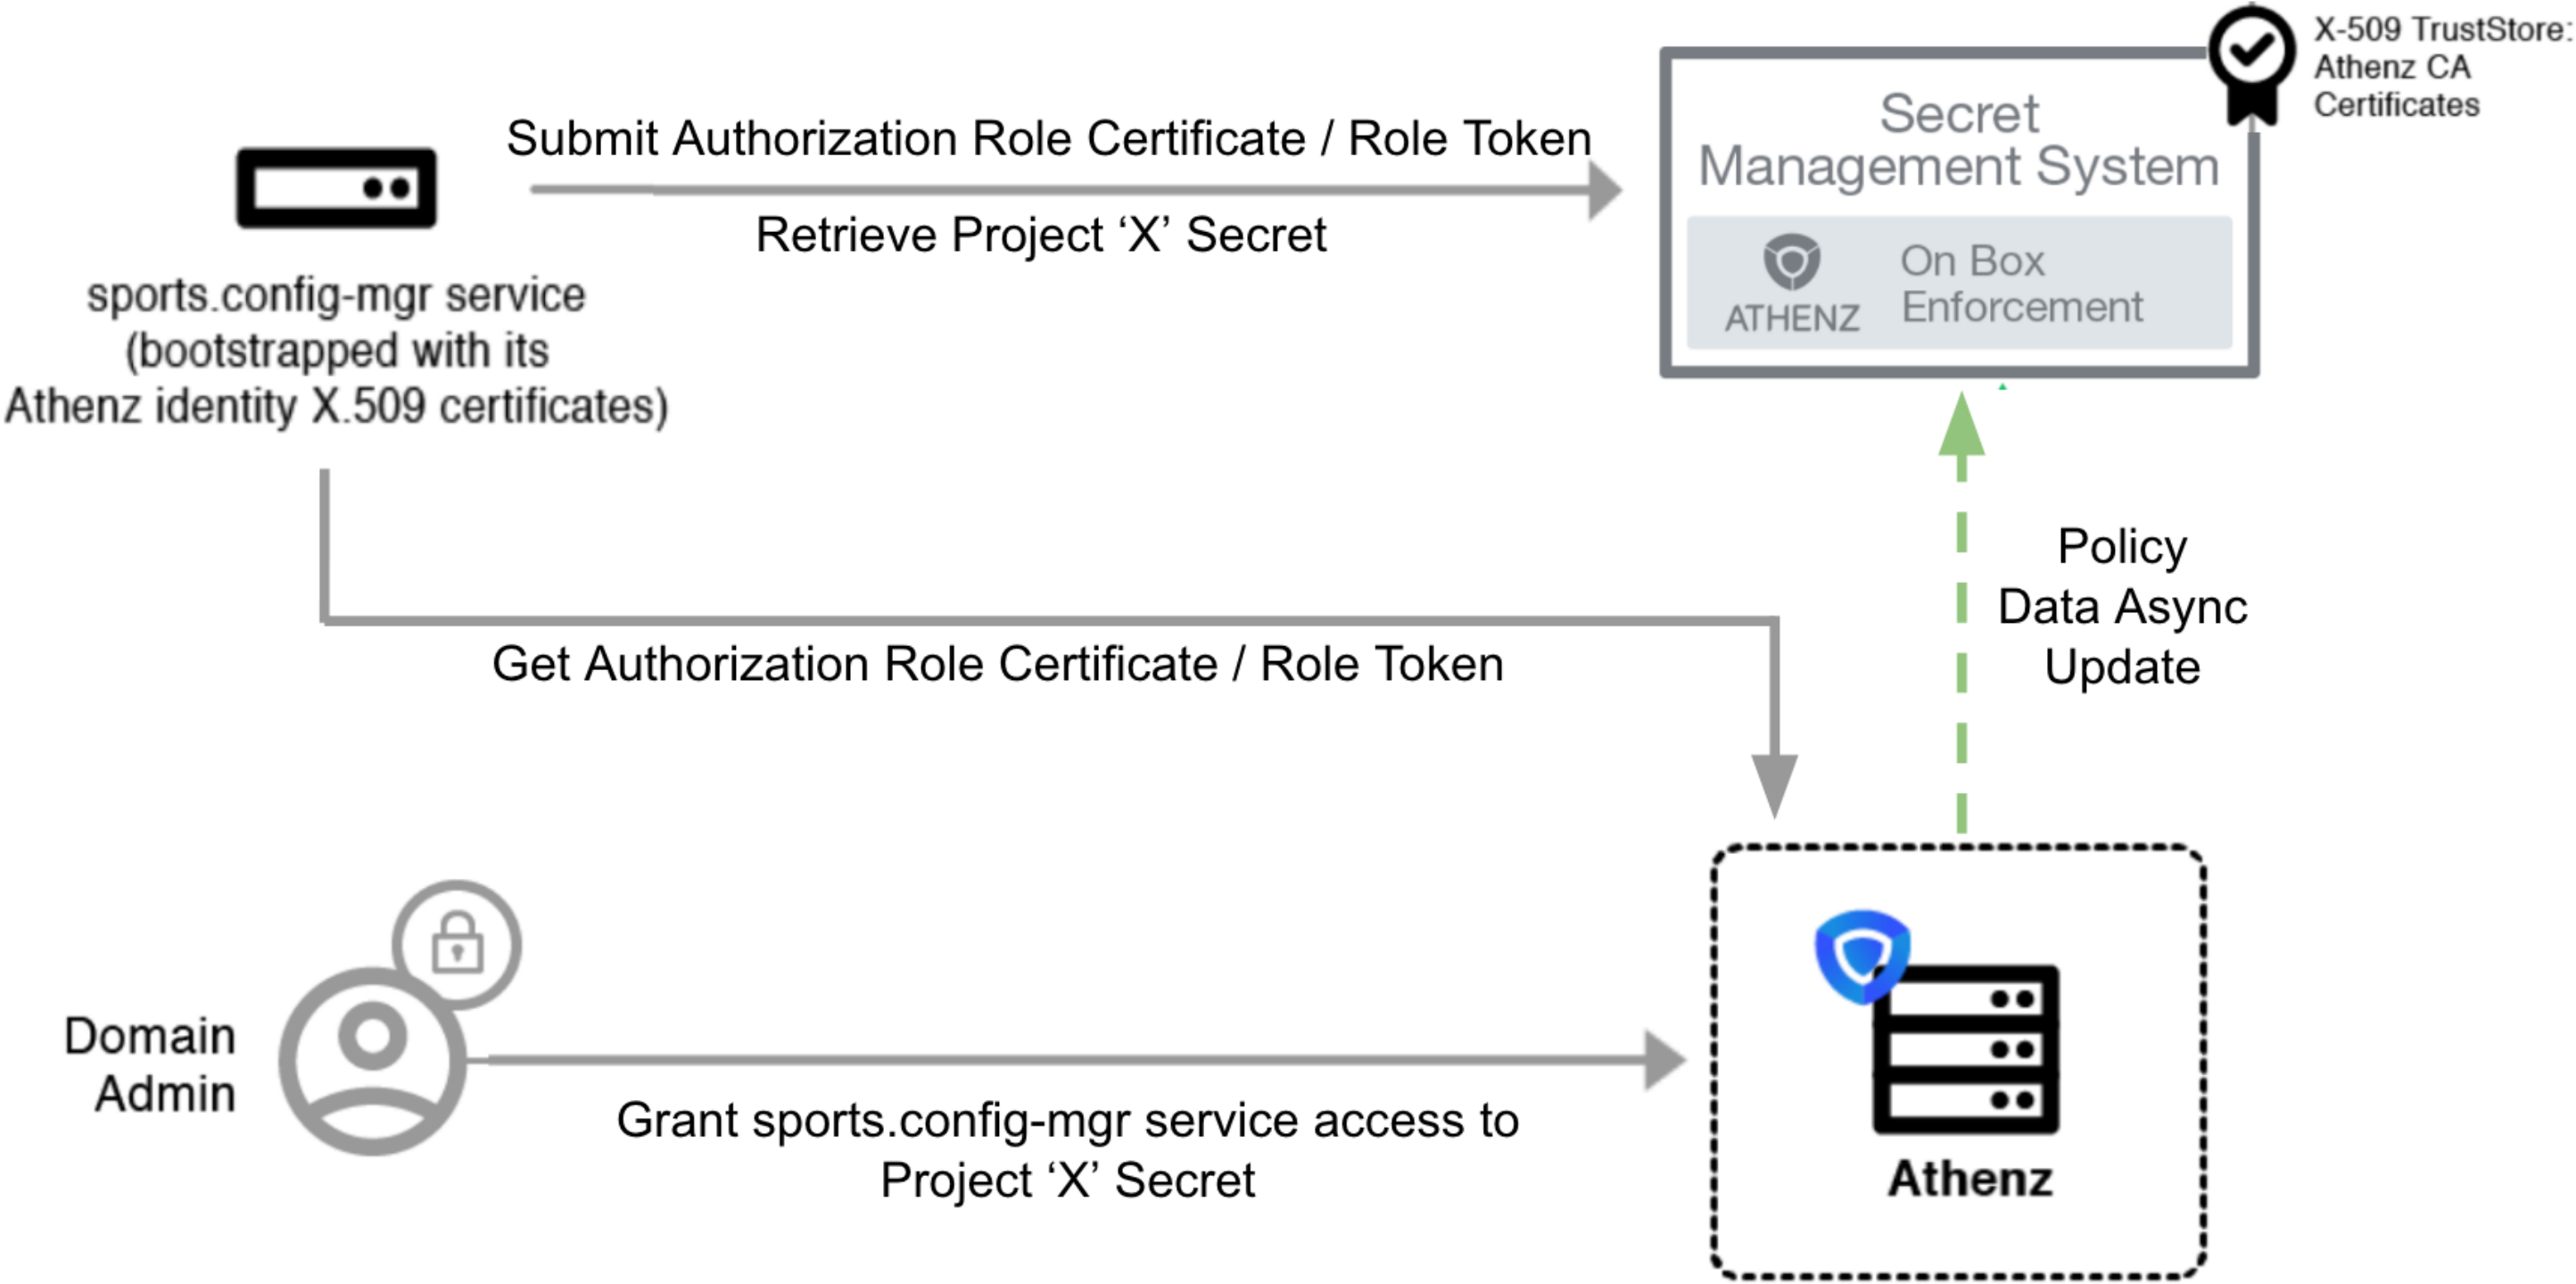 X-509 TrustStore:
Athenz CA
Certificates
Secret
Management System
ATHENZ
On Box
Enforcement
Submit Authorization Role Certificate / Role Token
Retrieve Project ‘X’ Secret
sports.config-mgr service
(bootstrapped with its
Athenz identity X.509 certificates)
Policy
Data Async
Update
Get Authorization Role Certificate / Role Token
Domain
Admin
Grant sports.config-mgr service access to
Project ‘X’ Secret
Athenz